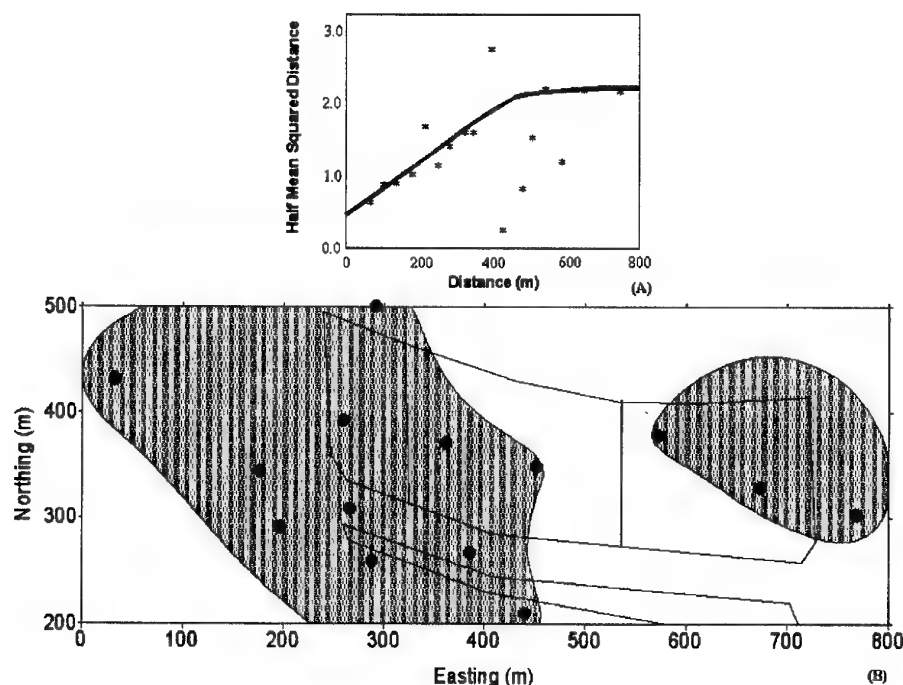 Half Mean Squared Distance
3.0
2.0
1.0
0.0
0 200 400 600 800
Distance (m) (A)
Northing (m)
500
400
300
200
0 100 200 300 400 500 600 700 800
Easting (m) (B)